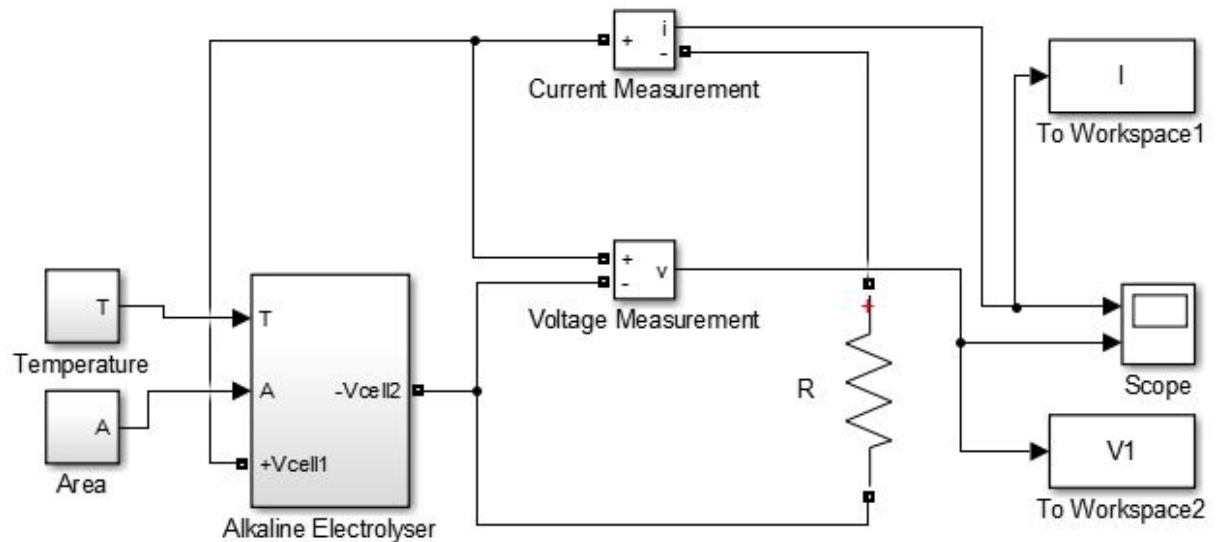 +
i
-
Current Measurement
I
To Workspace1
+
-
v
Voltage Measurement
T
Temperature
A
Area
T
A
-Vcell2
+Vcell1
Alkaline Electrolyser
+
R
Scope
V1
To Workspace2